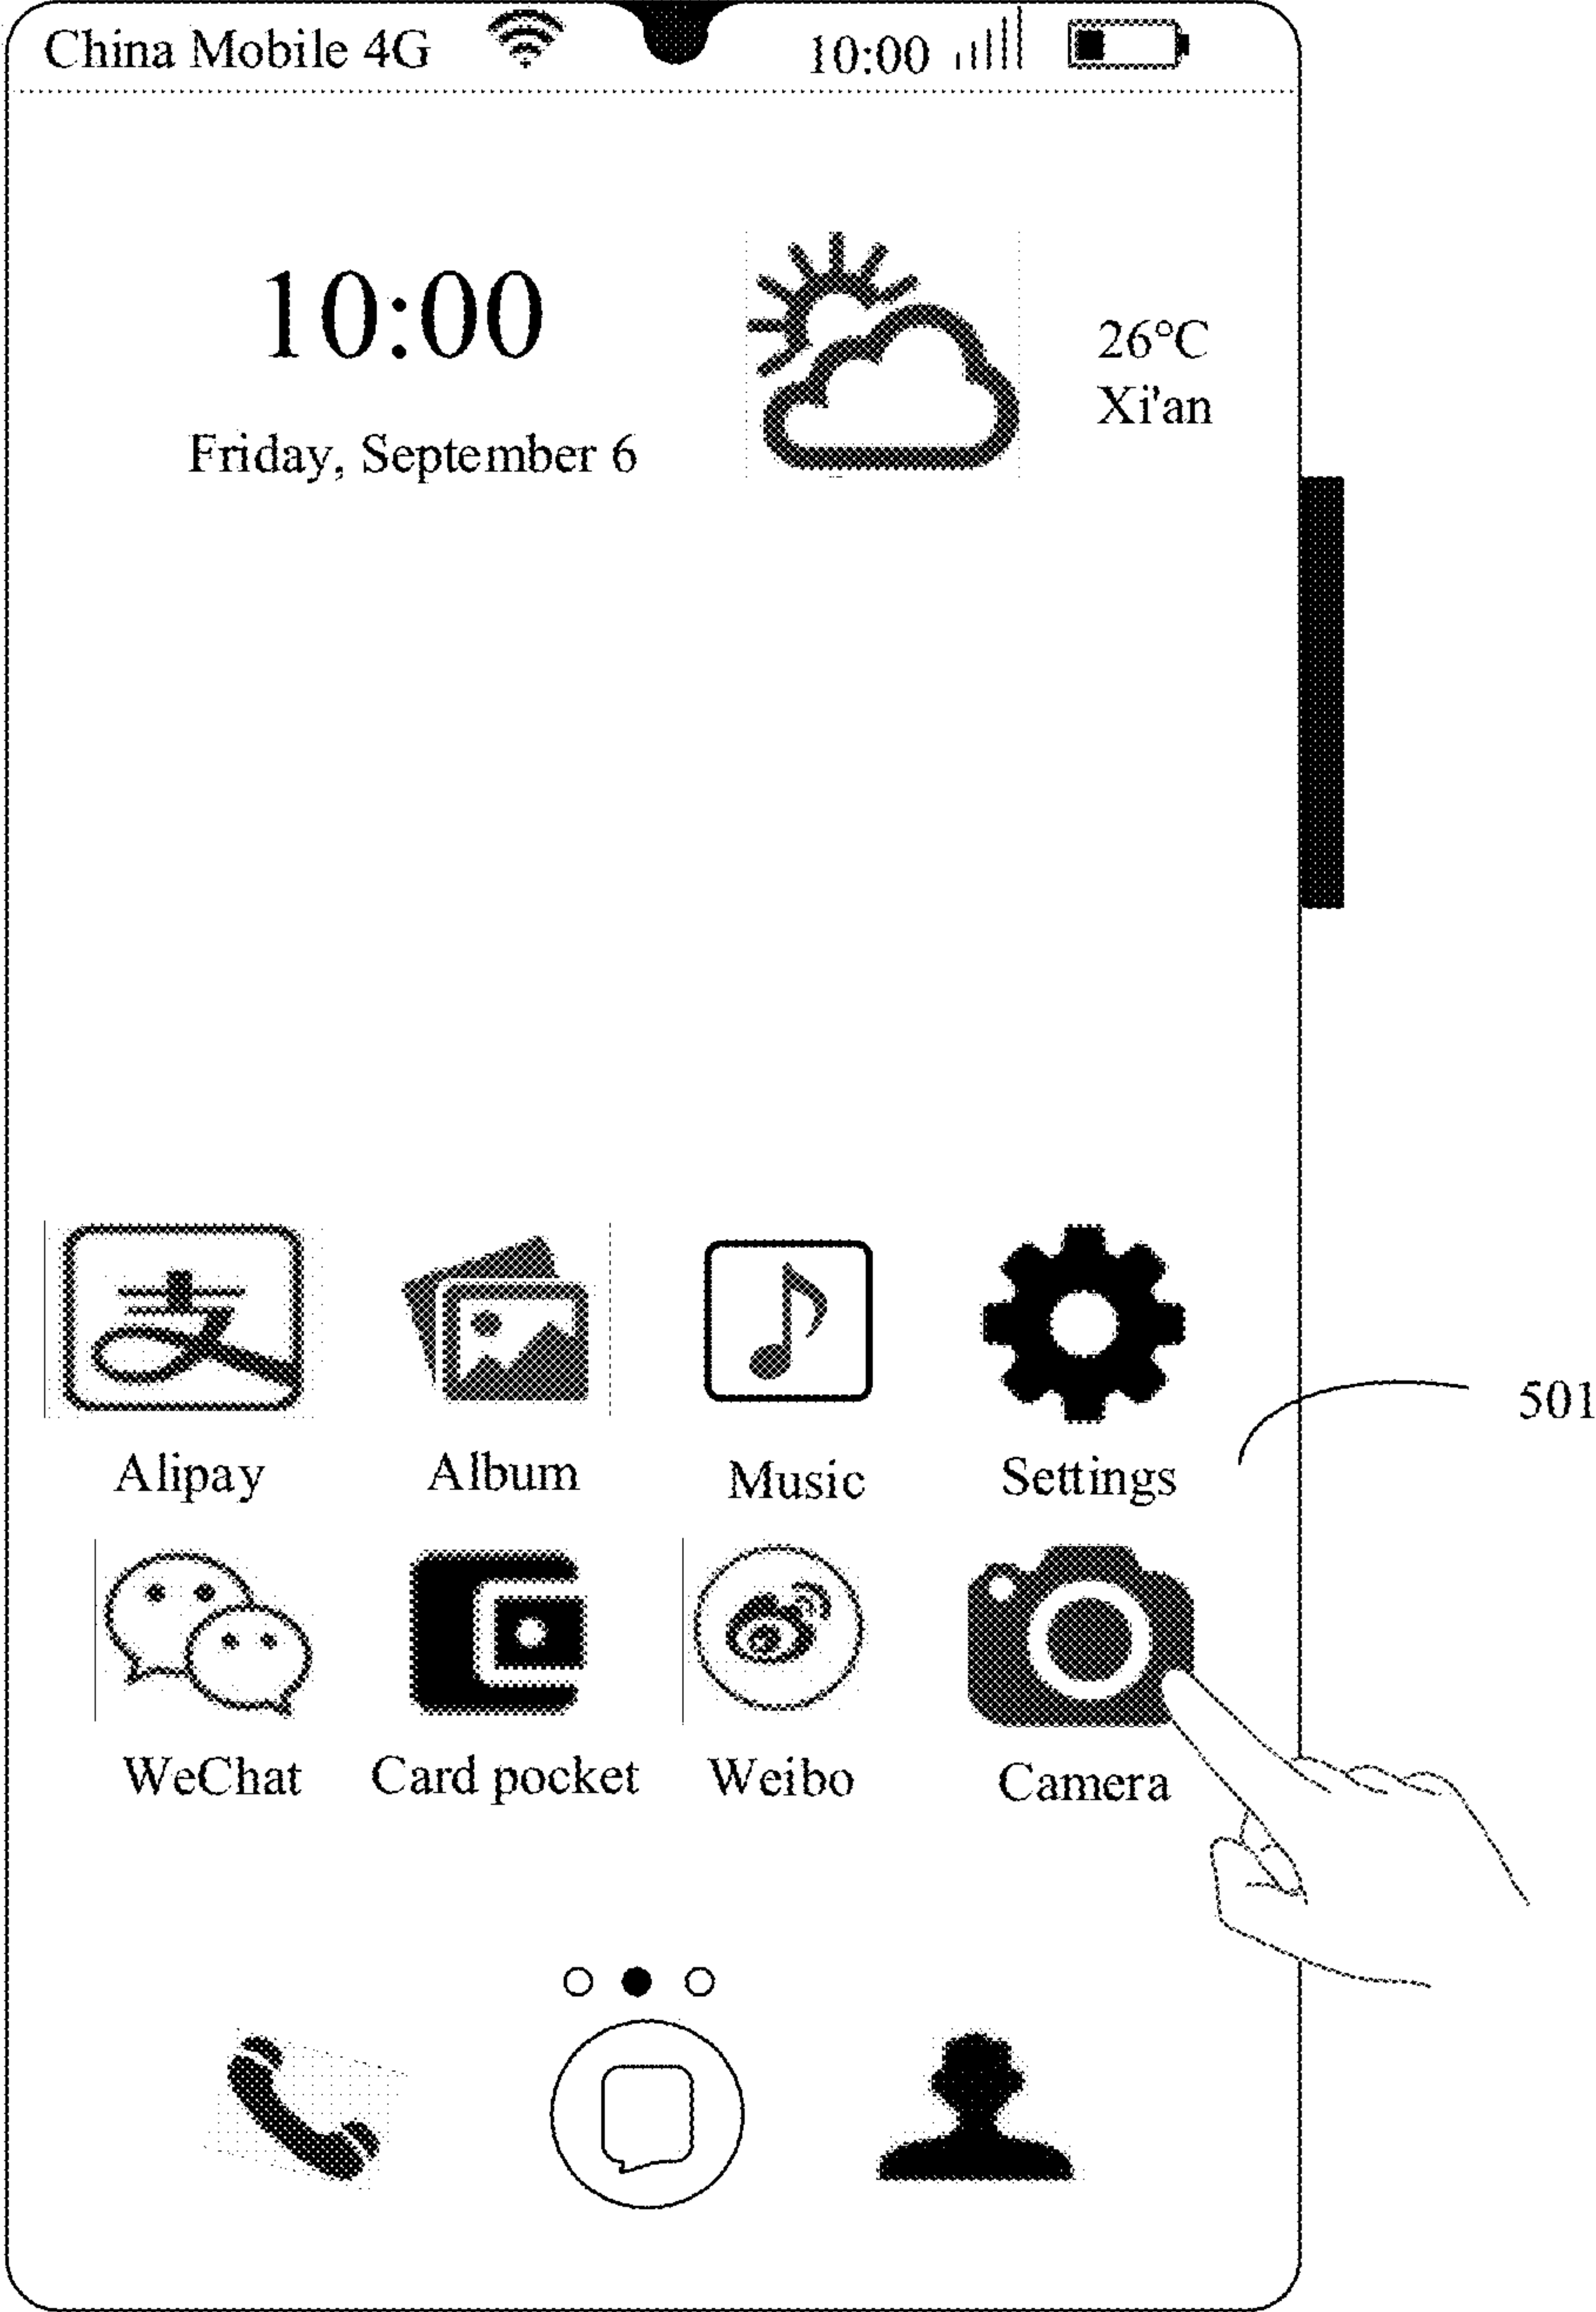 China Mobile 4G
10:00
10:00
Friday, September 6
26°C
Xi'an
501
Alipay
Album
Music
Settings
WeChat
Card pocket
Weibo
Camera